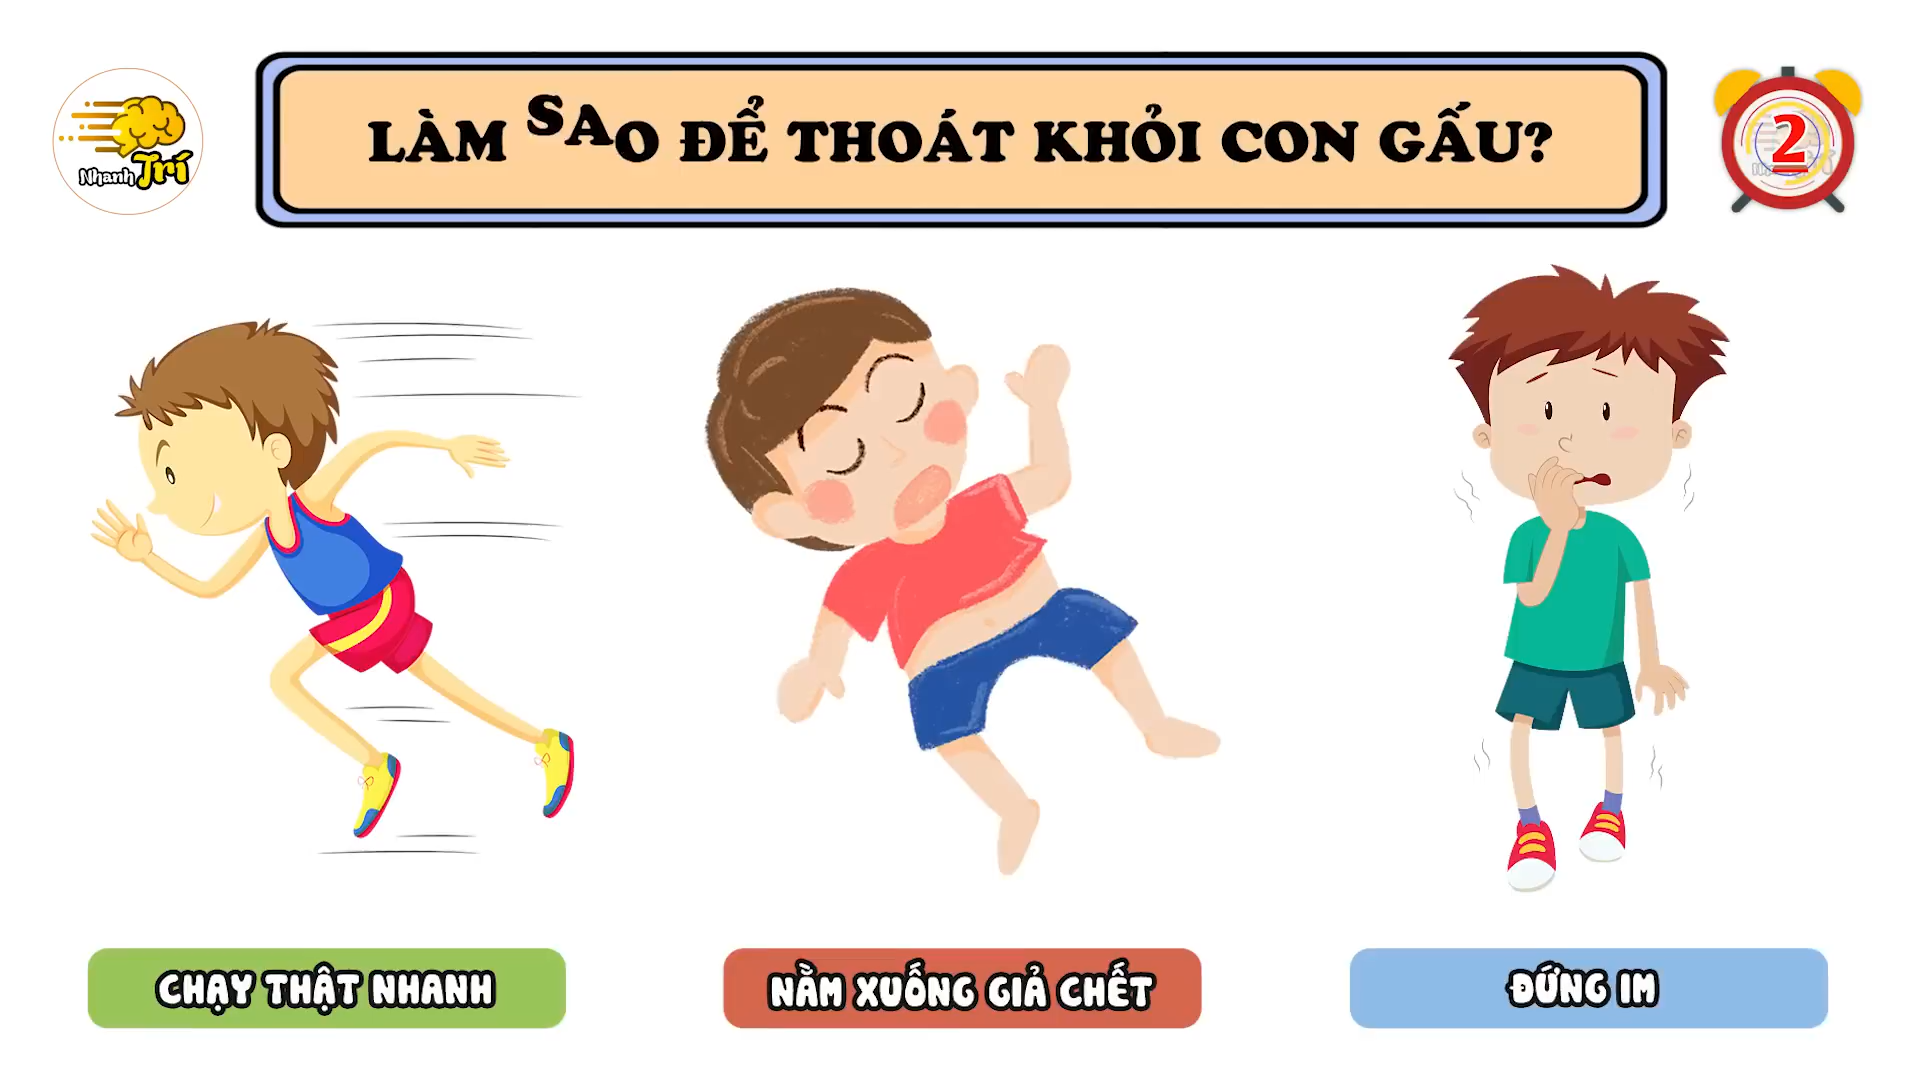 Nhanh Trí
LÀM SAO ĐỂ THOÁT KHỎI CON GẤU?
2
CHẠY THẬT NHANH
NẰM XUỐNG GIẢ CHẾT
ĐỨNG IM